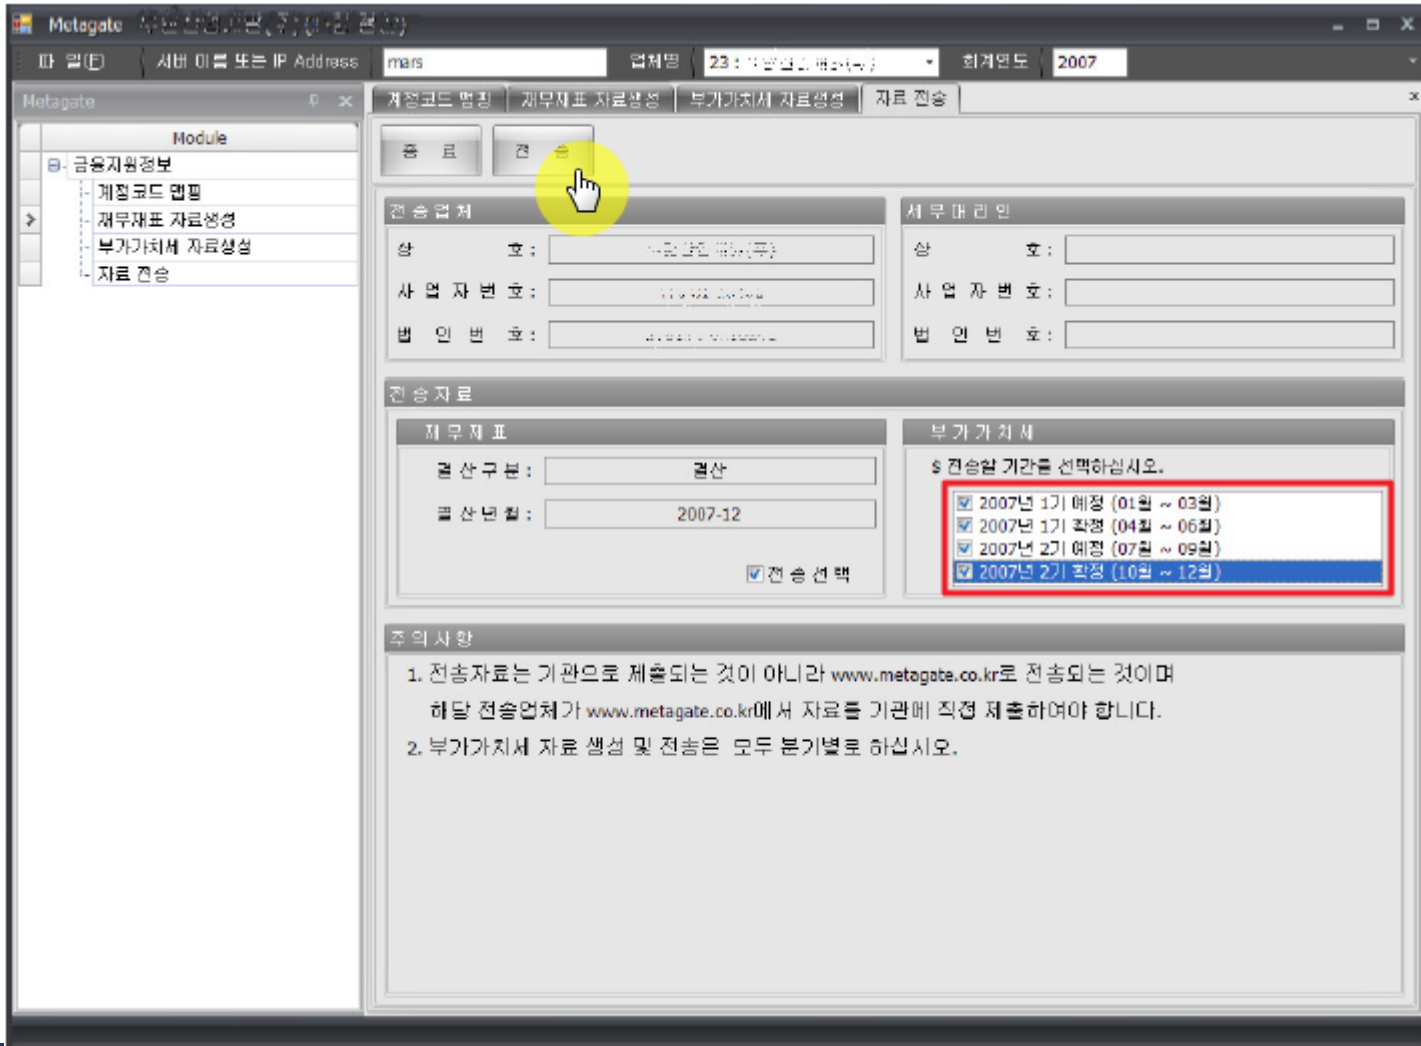 Metagate
파 일(F) 서버 이름 또는 IP Address mars 업체명 23 : 회계연도 2007
Metagate
계정코드 맵핑 재무재표 자료생성 부가가치세 자료생성 자료 전송
Module
금융지원정보
계정코드 맵핑
재무재표 자료생성
부가가치세 자료생성
자료 전송
종 료 전 송
전송업체
상 호 :
사 업 자 번 호 :
법 인 번 호 :
세무대리인
상 호 :
사 업 자 번 호 :
법 인 번 호 :
전송자료
재무제표
결산구분 : 결산
결산년월 : 2007-12
전송선택
부가가치세
$ 전송할 기간을 선택하십시오.
2007년 1기 예정 (01월 ~ 03월)
2007년 1기 확정 (04월 ~ 06월)
2007년 2기 예정 (07월 ~ 09월)
2007년 2기 확정 (10월 ~ 12월)
주의사항
1. 전송자료는 기관으로 제출되는 것이 아니라 www.metagate.co.kr로 전송되는 것이며
해당 전송업체가 www.metagate.co.kr에서 자료를 기관에 직접 제출하여야 합니다.
2. 부가가치세 자료 생성 및 전송은 모두 분기별로 하십시오.